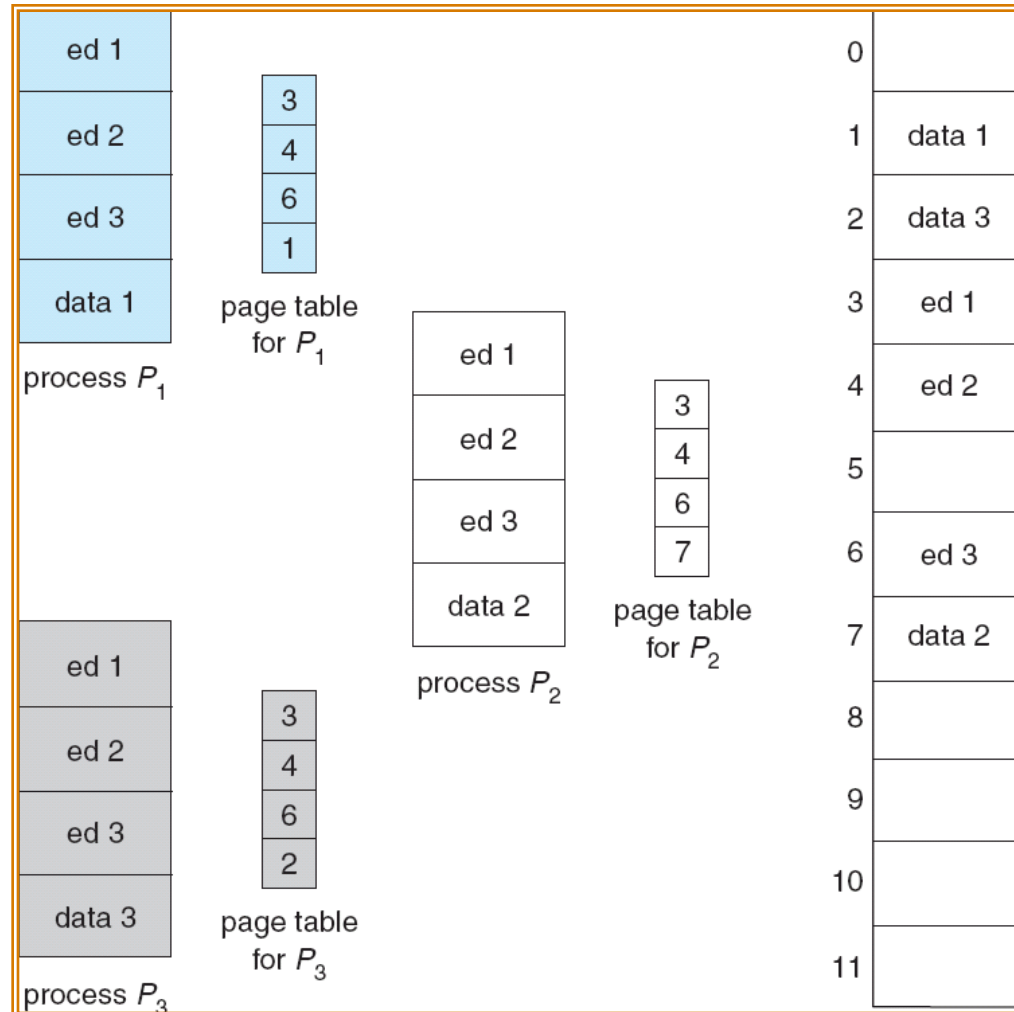 ed 1
ed 2
ed 3
data 1
process P1
3
4
6
1
page table
for P1
ed 1
ed 2
ed 3
data 2
process P2
3
4
6
7
page table
for P2
ed 1
ed 2
ed 3
data 3
process P3
3
4
6
2
page table
for P3
0
1 data 1
2 data 3
3 ed 1
4 ed 2
5
6 ed 3
7 data 2
8
9
10
11